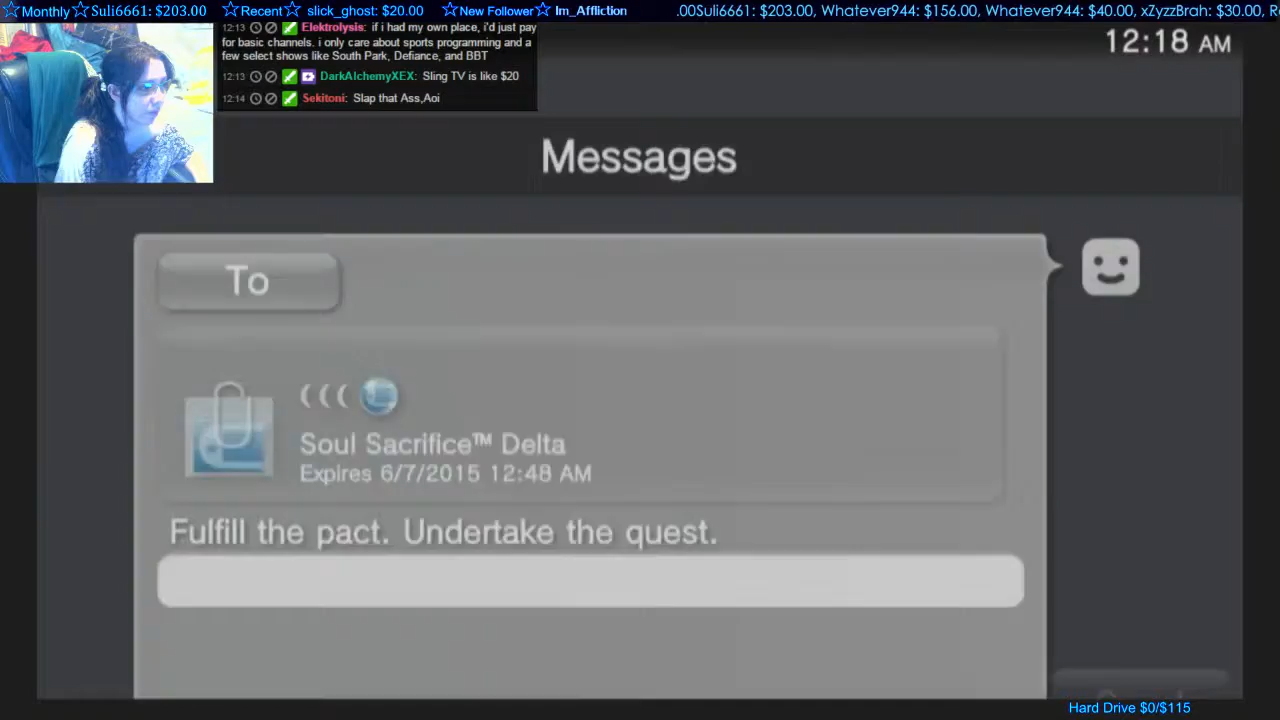 Monthly Suli6661: $203.00 Recent slick_ghost: $20.00 New Follower Im_Affliction .00Suli6661: $203.00, Whatever944: $156.00, Whatever944: $40.00, xZyzzBrah: $30.00, R
12:13 Elektrolysis: if i had my own place, i'd just pay
for basic channels. i only care about sports programming and a
few select shows like South Park, Defiance, and BBT
12:13 DarkAlchemyXEX: Sling TV is like $20
12:14 Sekitoni: Slap that Ass,Aoi
12:18 AM
Messages
To
Soul Sacrifice™ Delta
Expires 6/7/2015 12:48 AM
Fulfill the pact. Undertake the quest.
Hard Drive $0/$115